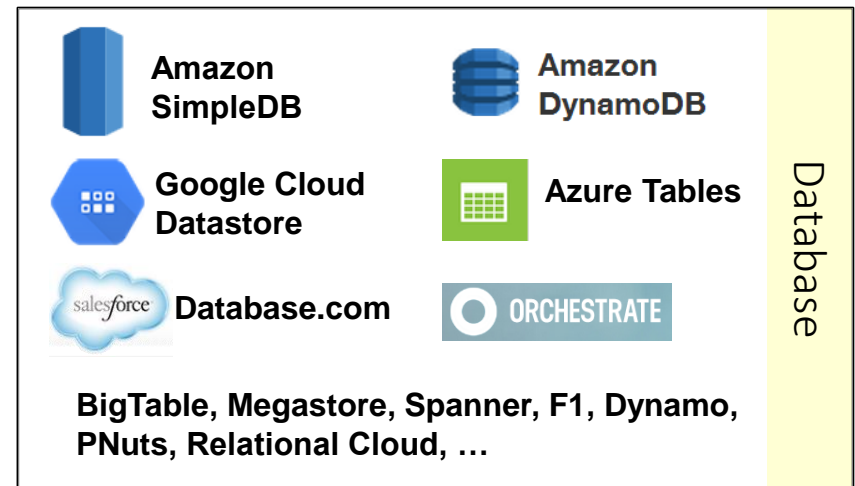 Amazon
SimpleDB
Amazon
DynamoDB
Google Cloud
Datastore
Azure Tables
salesforce
Database.com
ORCHESTRATE
BigTable, Megastore, Spanner, F1, Dynamo,
PNuts, Relational Cloud, …
Database